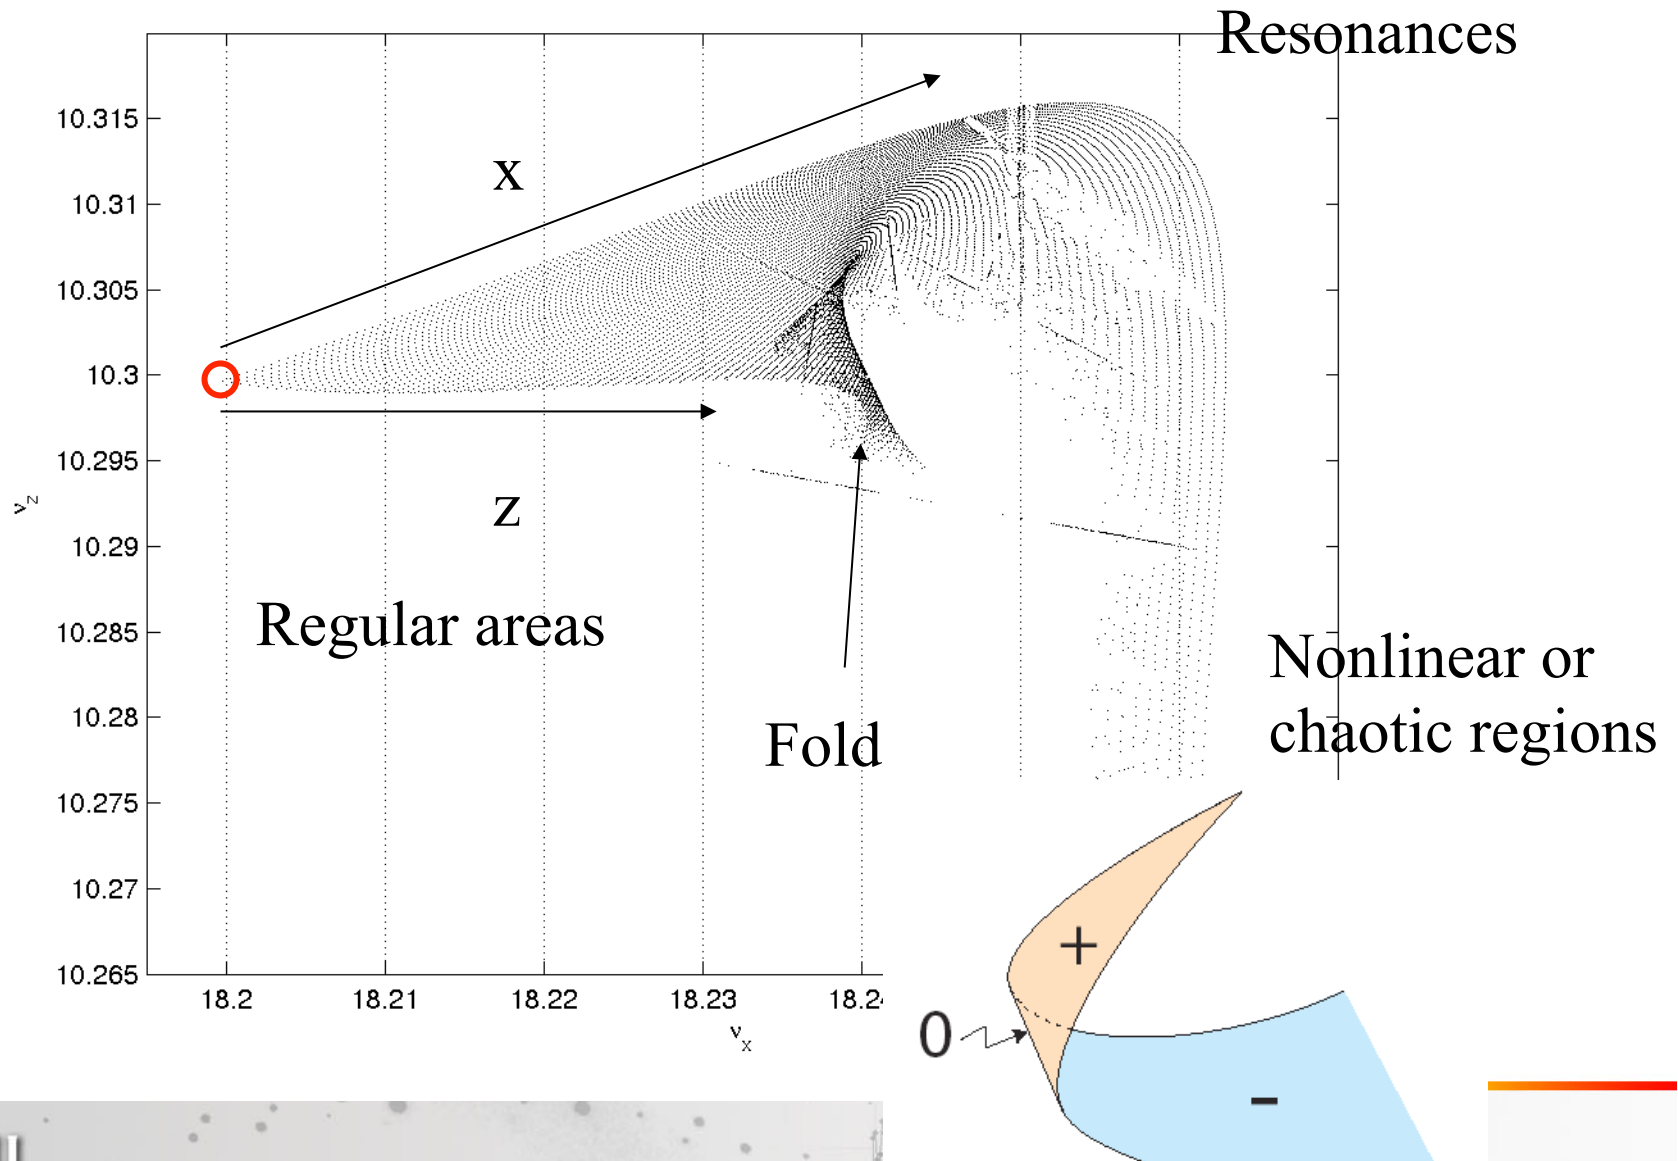 Resonances
10.315
x
10.31
10.305
10.3
10.295
z
ν_z
10.29
Regular areas
10.285
Nonlinear or
chaotic regions
10.28
Fold
10.275
10.27
+
10.265
18.2
18.21
18.22
18.23
18.2
ν_x
0
-